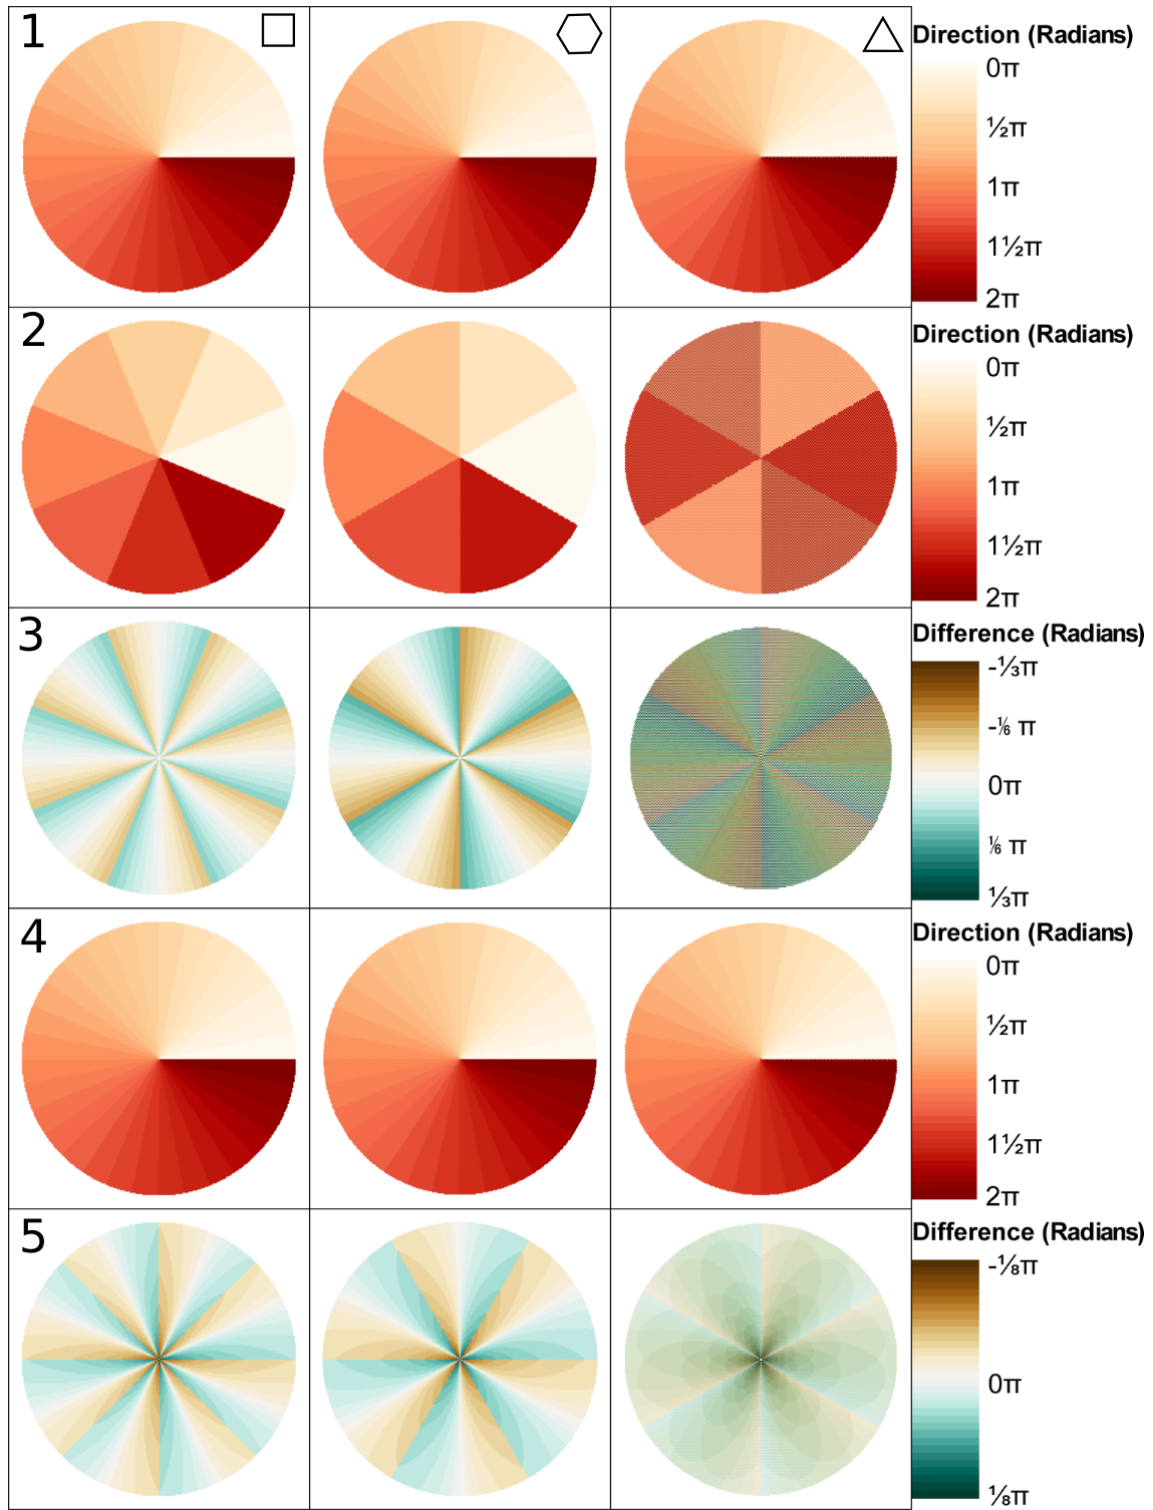 1
Direction (Radians)
0π
½π
1π
1½π
2π
2
Direction (Radians)
0π
½π
1π
1½π
2π
3
Difference (Radians)
-⅓π
-⅙ π
0π
⅙ π
⅓π
4
Direction (Radians)
0π
½π
1π
1½π
2π
5
Difference (Radians)
-⅛π
0π
⅛π